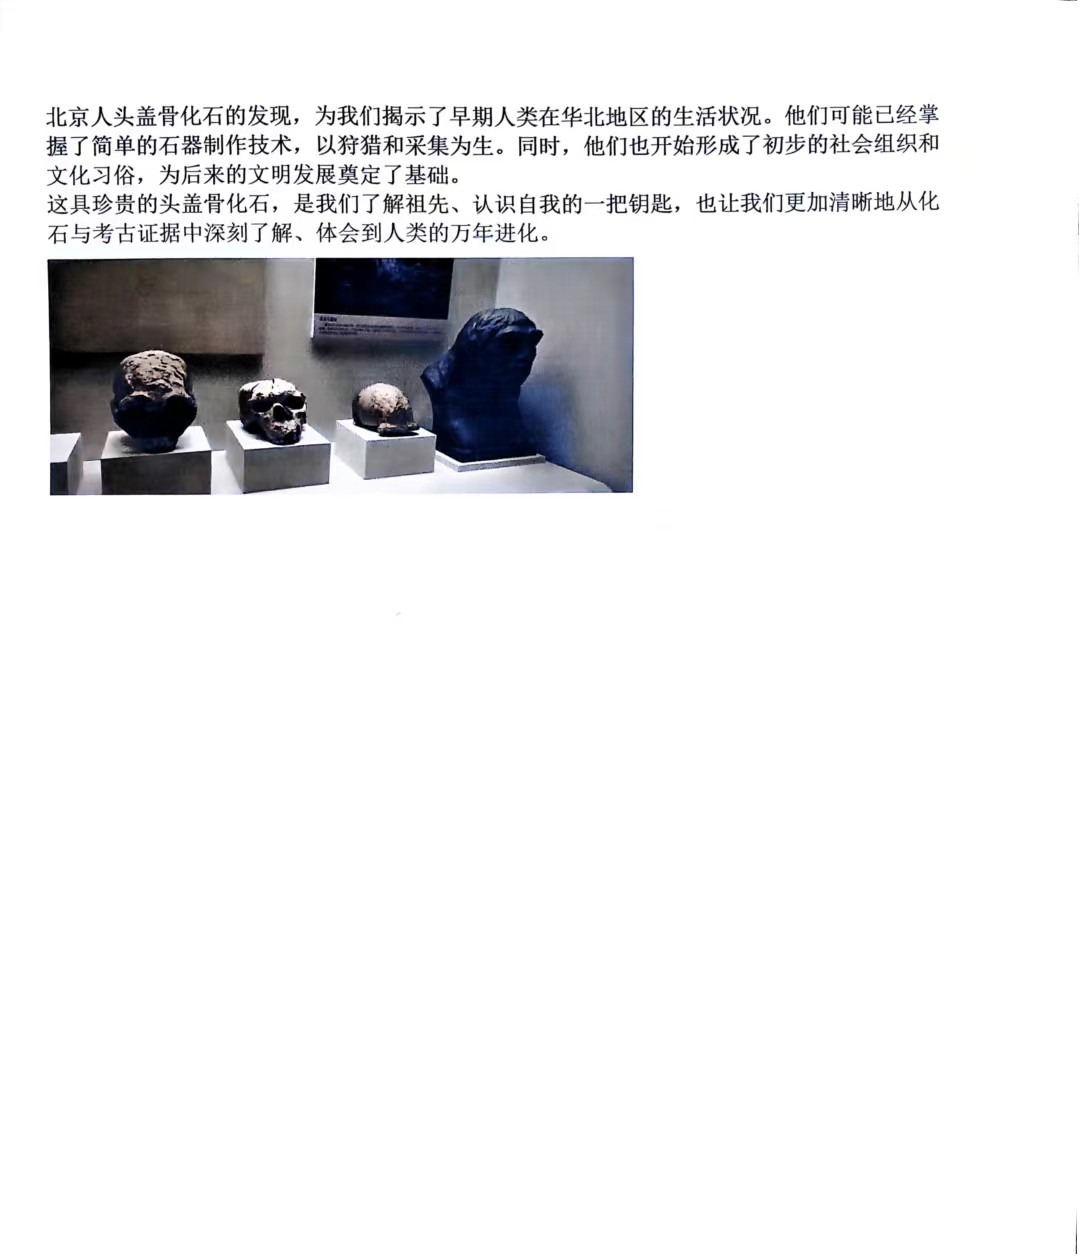 北京人头盖骨化石的发现，为我们揭示了早期人类在华北地区的生活状况。他们可能已经掌
握了简单的石器制作技术，以狩猎和采集为生。同时，他们也开始形成了初步的社会组织和
文化习俗，为后来的文明发展奠定了基础。
这具珍贵的头盖骨化石，是我们了解祖先、认识自我的一把钥匙，也让我们更加清晰地从化
石与考古证据中深刻了解、体会到人类的万年进化。